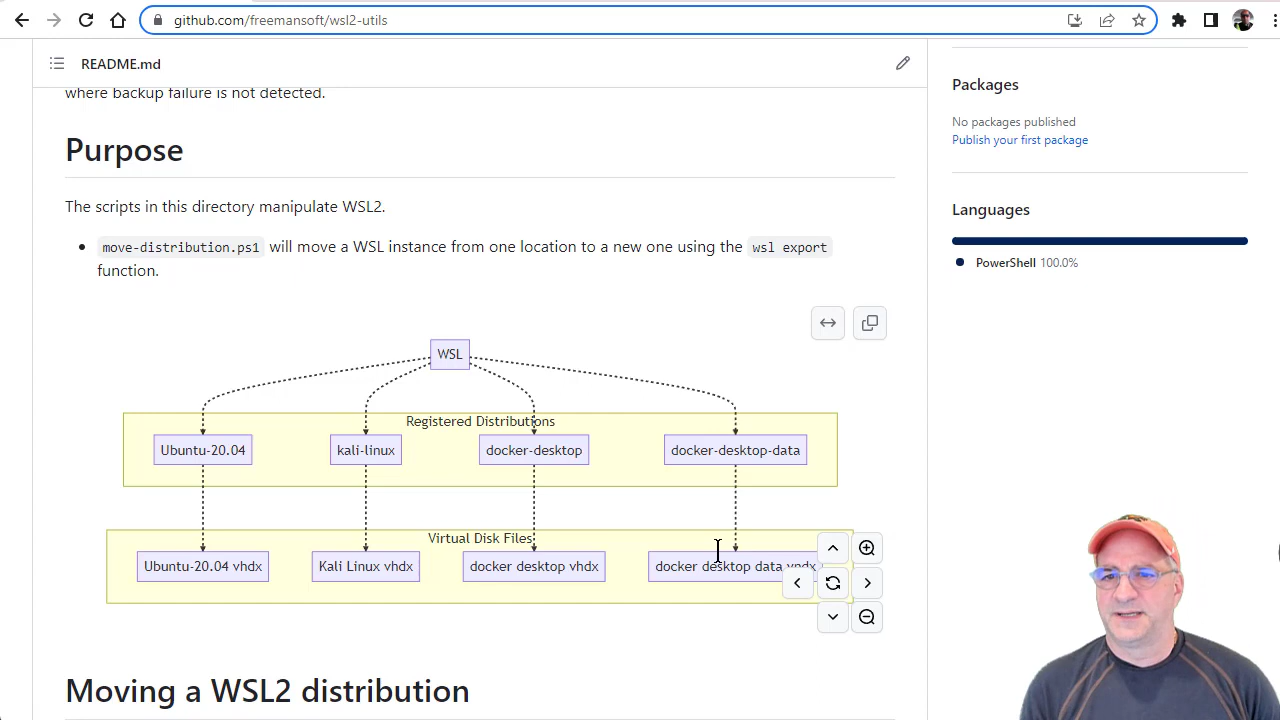 github.com/freemansoft/wsl2-utils
README.md
where backup failure is not detected.
Purpose
The scripts in this directory manipulate WSL2.
move-distribution.ps1 will move a WSL instance from one location to a new one using the wsl export
function.
WSL
Registered Distributions
Ubuntu-20.04
kali-linux
docker-desktop
docker-desktop-data
Virtual Disk Files
Ubuntu-20.04 vhdx
Kali Linux vhdx
docker desktop vhdx
docker desktop data vhdx
Moving a WSL2 distribution
Packages
No packages published
Publish your first package
Languages
PowerShell 100.0%